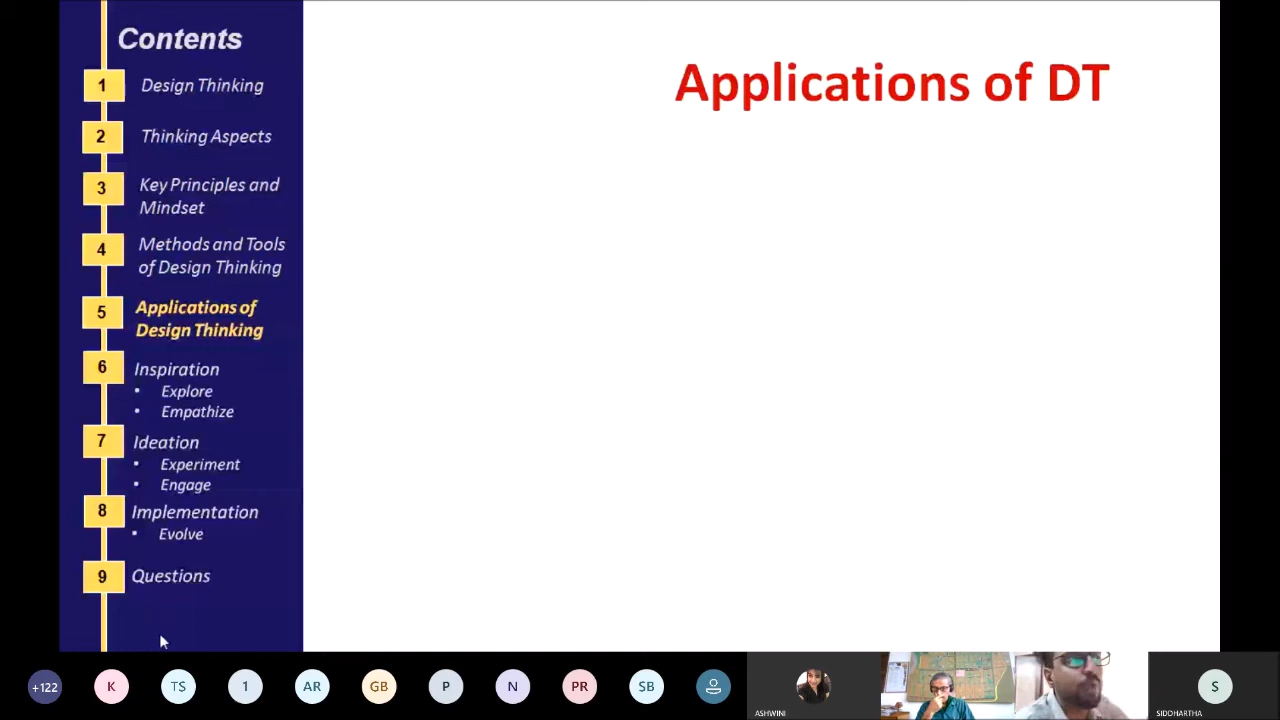 Contents
1 Design Thinking
2 Thinking Aspects
3 Key Principles and
Mindset
4 Methods and Tools
of Design Thinking
5 Applications of
Design Thinking
6 Inspiration
• Explore
• Empathize
7 Ideation
• Experiment
• Engage
8 Implementation
• Evolve
9 Questions
Applications of DT
+122 K TS 1 AR GB P N PR SB S
ASHWINI SIDDHARTHA